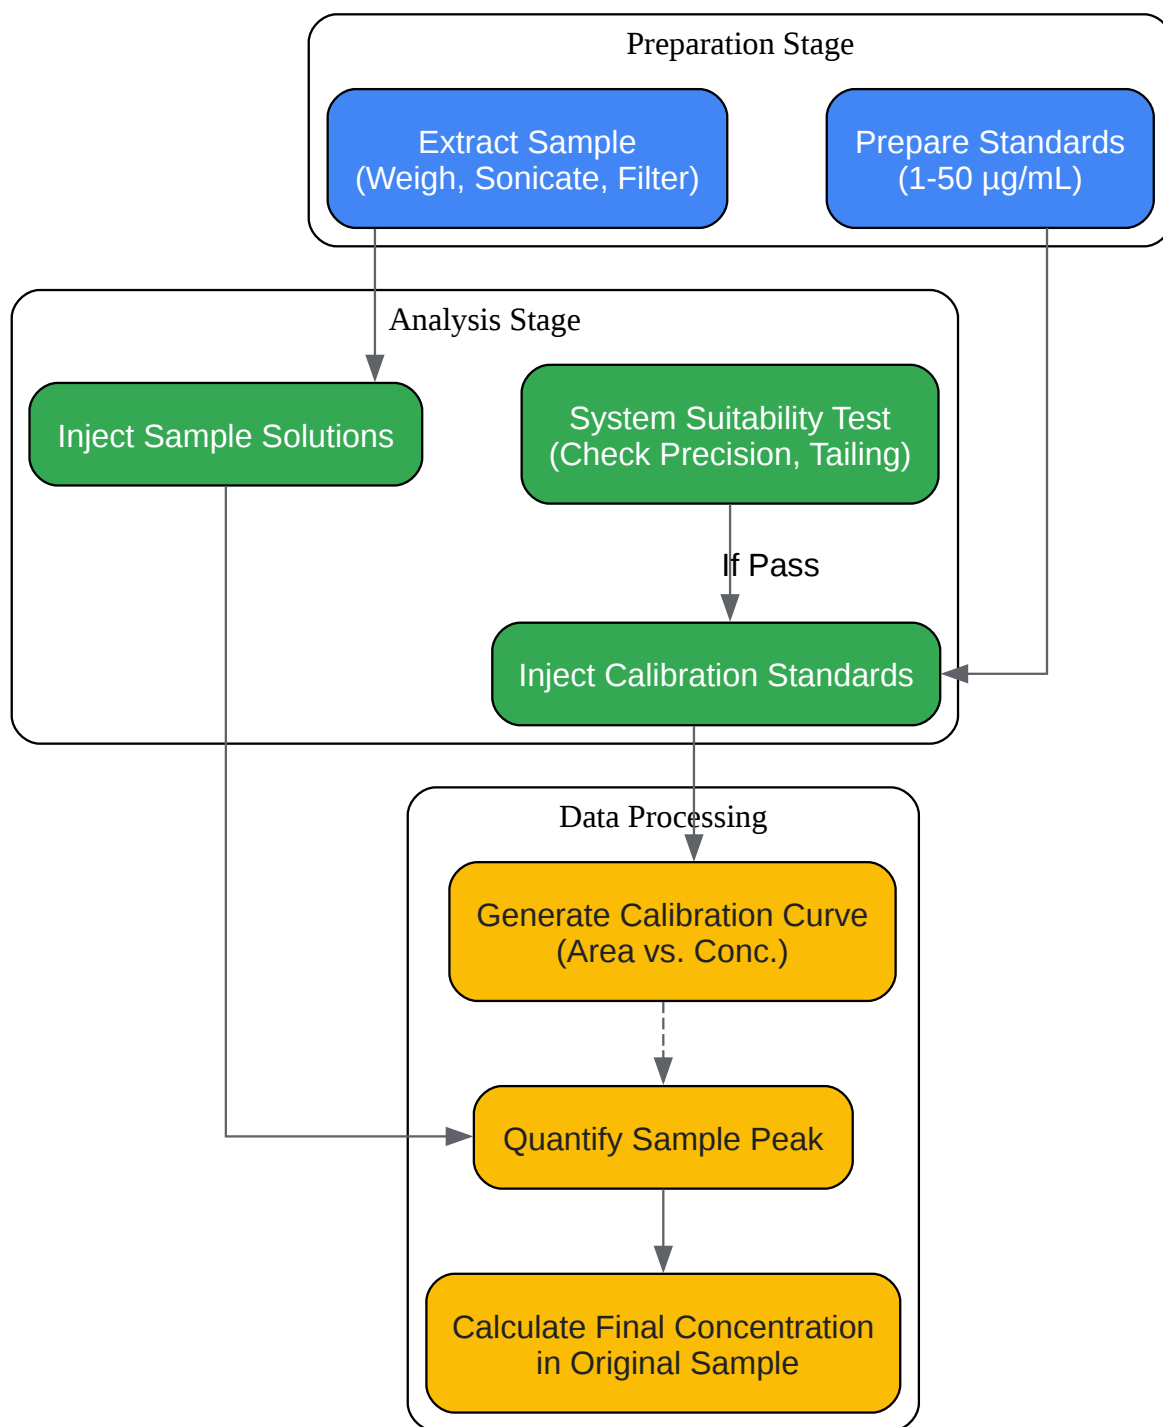 Preparation Stage
Extract Sample
(Weigh, Sonicate, Filter)
Prepare Standards
(1-50 µg/mL)
Analysis Stage
Inject Sample Solutions
System Suitability Test
(Check Precision, Tailing)
If Pass
Inject Calibration Standards
Data Processing
Generate Calibration Curve
(Area vs. Conc.)
Quantify Sample Peak
Calculate Final Concentration
in Original Sample